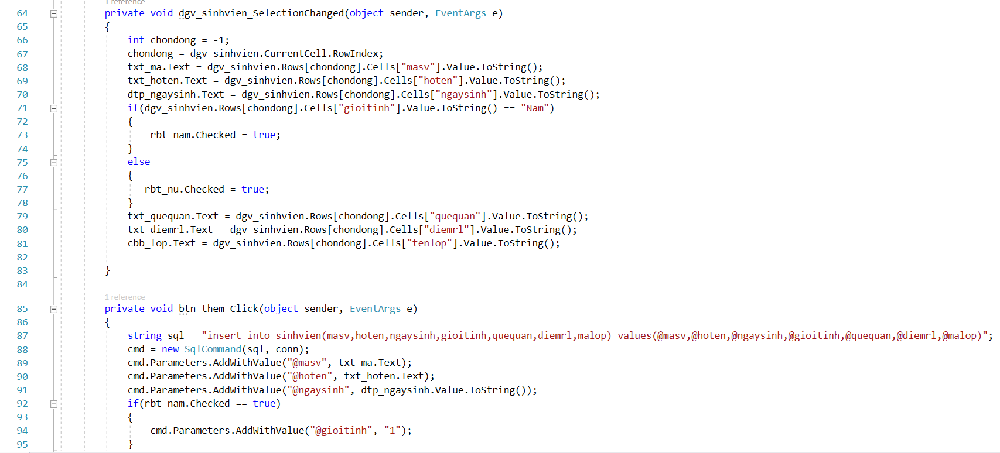 1 reference
64 private void dgv_sinhvien_SelectionChanged(object sender, EventArgs e)
65 {
66 int chondong = -1;
67 chondong = dgv_sinhvien.CurrentCell.RowIndex;
68 txt_ma.Text = dgv_sinhvien.Rows[chondong].Cells["masv"].Value.ToString();
69 txt_hoten.Text = dgv_sinhvien.Rows[chondong].Cells["hoten"].Value.ToString();
70 dtp_ngaysinh.Text = dgv_sinhvien.Rows[chondong].Cells["ngaysinh"].Value.ToString();
71 if(dgv_sinhvien.Rows[chondong].Cells["gioitinh"].Value.ToString() == "Nam")
72 {
73 rbt_nam.Checked = true;
74 }
75 else
76 {
77 rbt_nu.Checked = true;
78 }
79 txt_quequan.Text = dgv_sinhvien.Rows[chondong].Cells["quequan"].Value.ToString();
80 txt_diemrl.Text = dgv_sinhvien.Rows[chondong].Cells["diemrl"].Value.ToString();
81 cbb_lop.Text = dgv_sinhvien.Rows[chondong].Cells["tenlop"].Value.ToString();
82
83 }
84
1 reference
85 private void btn_them_Click(object sender, EventArgs e)
86 {
87 string sql = "insert into sinhvien(masv,hoten,ngaysinh,gioitinh,quequan,diemrl,malop) values(@masv,@hoten,@ngaysinh,@gioitinh,@quequan,@diemrl,@malop)";
88 cmd = new SqlCommand(sql, conn);
89 cmd.Parameters.AddWithValue("@masv", txt_ma.Text);
90 cmd.Parameters.AddWithValue("@hoten", txt_hoten.Text);
91 cmd.Parameters.AddWithValue("@ngaysinh", dtp_ngaysinh.Value.ToString());
92 if(rbt_nam.Checked == true)
93 {
94 cmd.Parameters.AddWithValue("@gioitinh", "1");
95 }